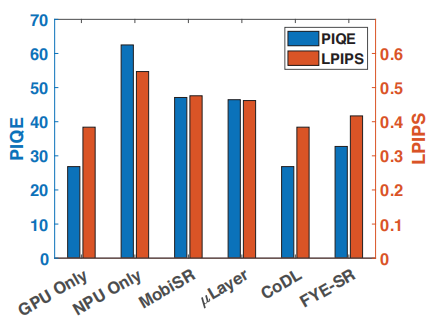 70
60
50
40
30
20
10
0
PIQE
0.6
0.5
0.4
0.3
0.2
0.1
0
LPIPS
PIQE
LPIPS
GPU Only
NPU Only
MobiSR
μLayer
CoDL
FYE-SR